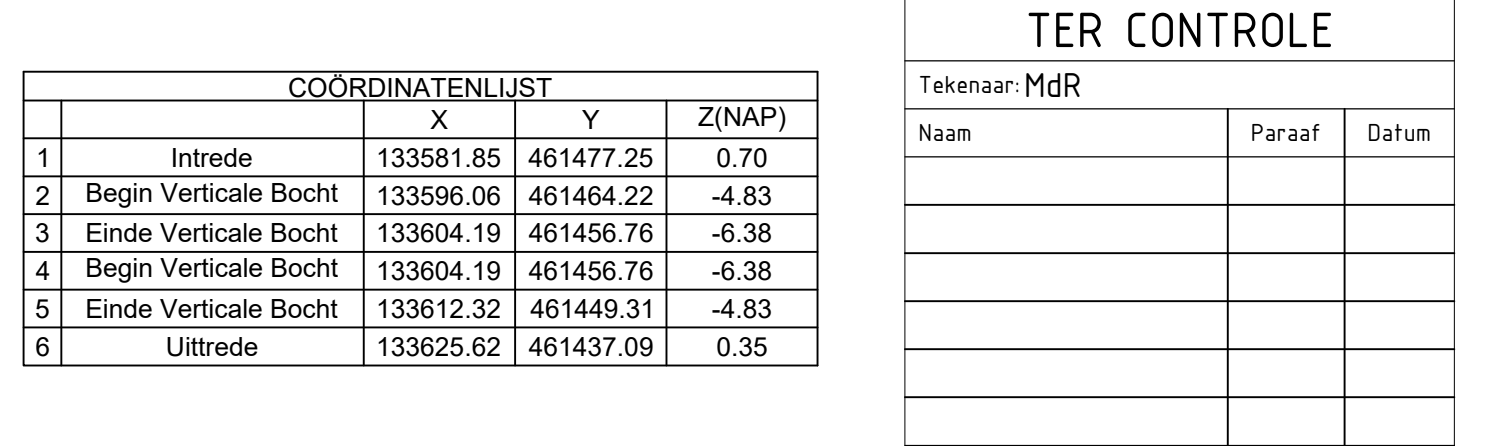 COÖRDINATENLIJST
X Y Z(NAP)
1 Intrede 133581.85 461477.25 0.70
2 Begin Verticale Bocht 133596.06 461464.22 -4.83
3 Einde Verticale Bocht 133604.19 461456.76 -6.38
4 Begin Verticale Bocht 133604.19 461456.76 -6.38
5 Einde Verticale Bocht 133612.32 461449.31 -4.83
6 Uittrede 133625.62 461437.09 0.35
TER CONTROLE
Tekenaar: MdR
Naam Paraaf Datum